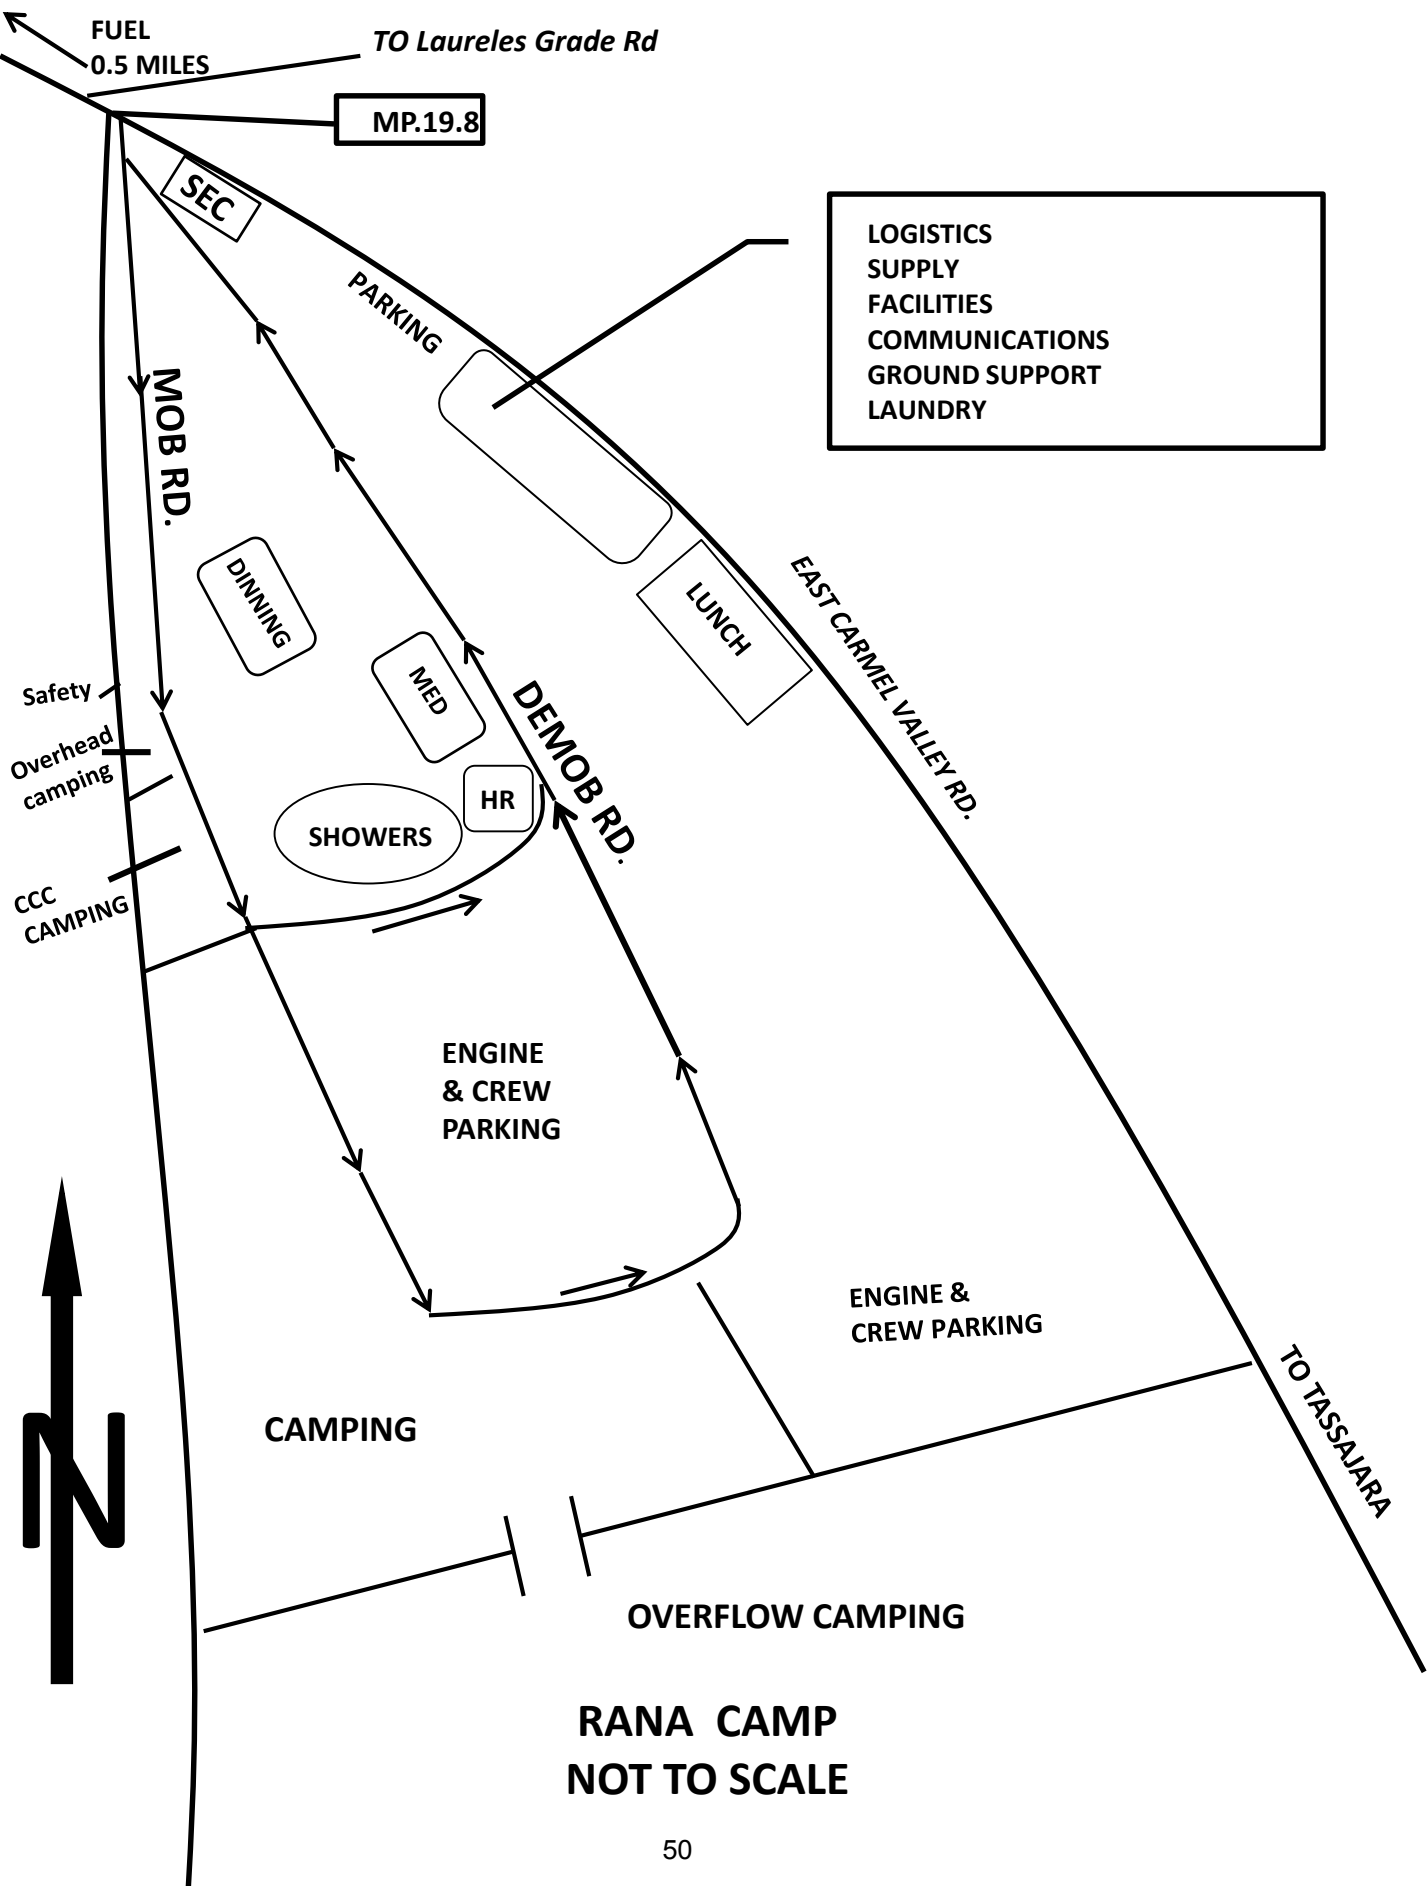 FUEL
0.5 MILES
TO Laureles Grade Rd
MP.19.8
SEC
PARKING
LOGISTICS
SUPPLY
FACILITIES
COMMUNICATIONS
GROUND SUPPORT
LAUNDRY
MOB RD.
DINNING
LUNCH
EAST CARMEL VALLEY RD.
MED
Safety
DEMOB RD.
Overhead
camping
HR
SHOWERS
CCC
CAMPING
ENGINE
& CREW
PARKING
ENGINE &
CREW PARKING
TO TASSAJARA
CAMPING
N
OVERFLOW CAMPING
RANA CAMP
NOT TO SCALE
50